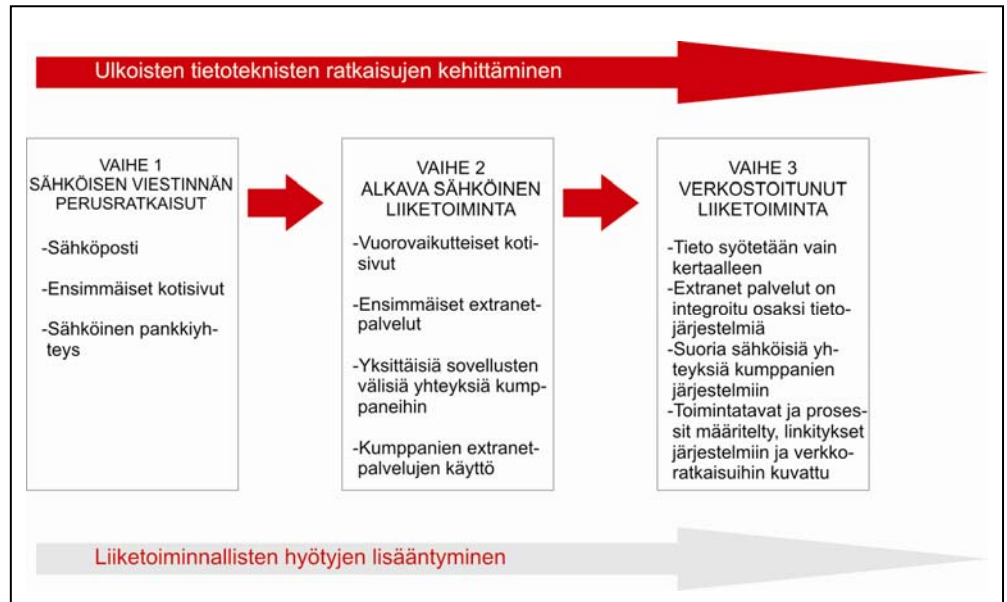 Ulkoisten tietoteknisten ratkaisujen kehittäminen
VAIHE 1
SÄHKÖISEN VIESTINNÄN
PERUSRATKAISUT
-Sähköposti
-Ensimmäiset kotisivut
-Sähköinen pankkiyh-
teys
VAIHE 2
ALKAVA SÄHKÖINEN
LIIKETOIMINTA
-Vuorovaikutteiset koti-
sivut
-Ensimmäiset extranet-
palvelut
-Yksittäisiä sovellusten
välisiä yhteyksiä kump-
paneihin
-Kumppanien extranet-
palvelujen käyttö
VAIHE 3
VERKOSTOITUNUT
LIIKETOIMINTA
-Tieto syötetään vain
kertaalleen
-Extranet palvelut on
integroitu osaksi tieto-
järjestelmiä
-Suoria sähköisiä yh-
teyksiä kumppanien
järjestelmiin
-Toimintatavat ja proses-
sit määritelty, linkitykset
järjestelmiin ja verkko-
ratkaisuihin kuvattu
Liiketoiminnallisten hyötyjen lisääntyminen